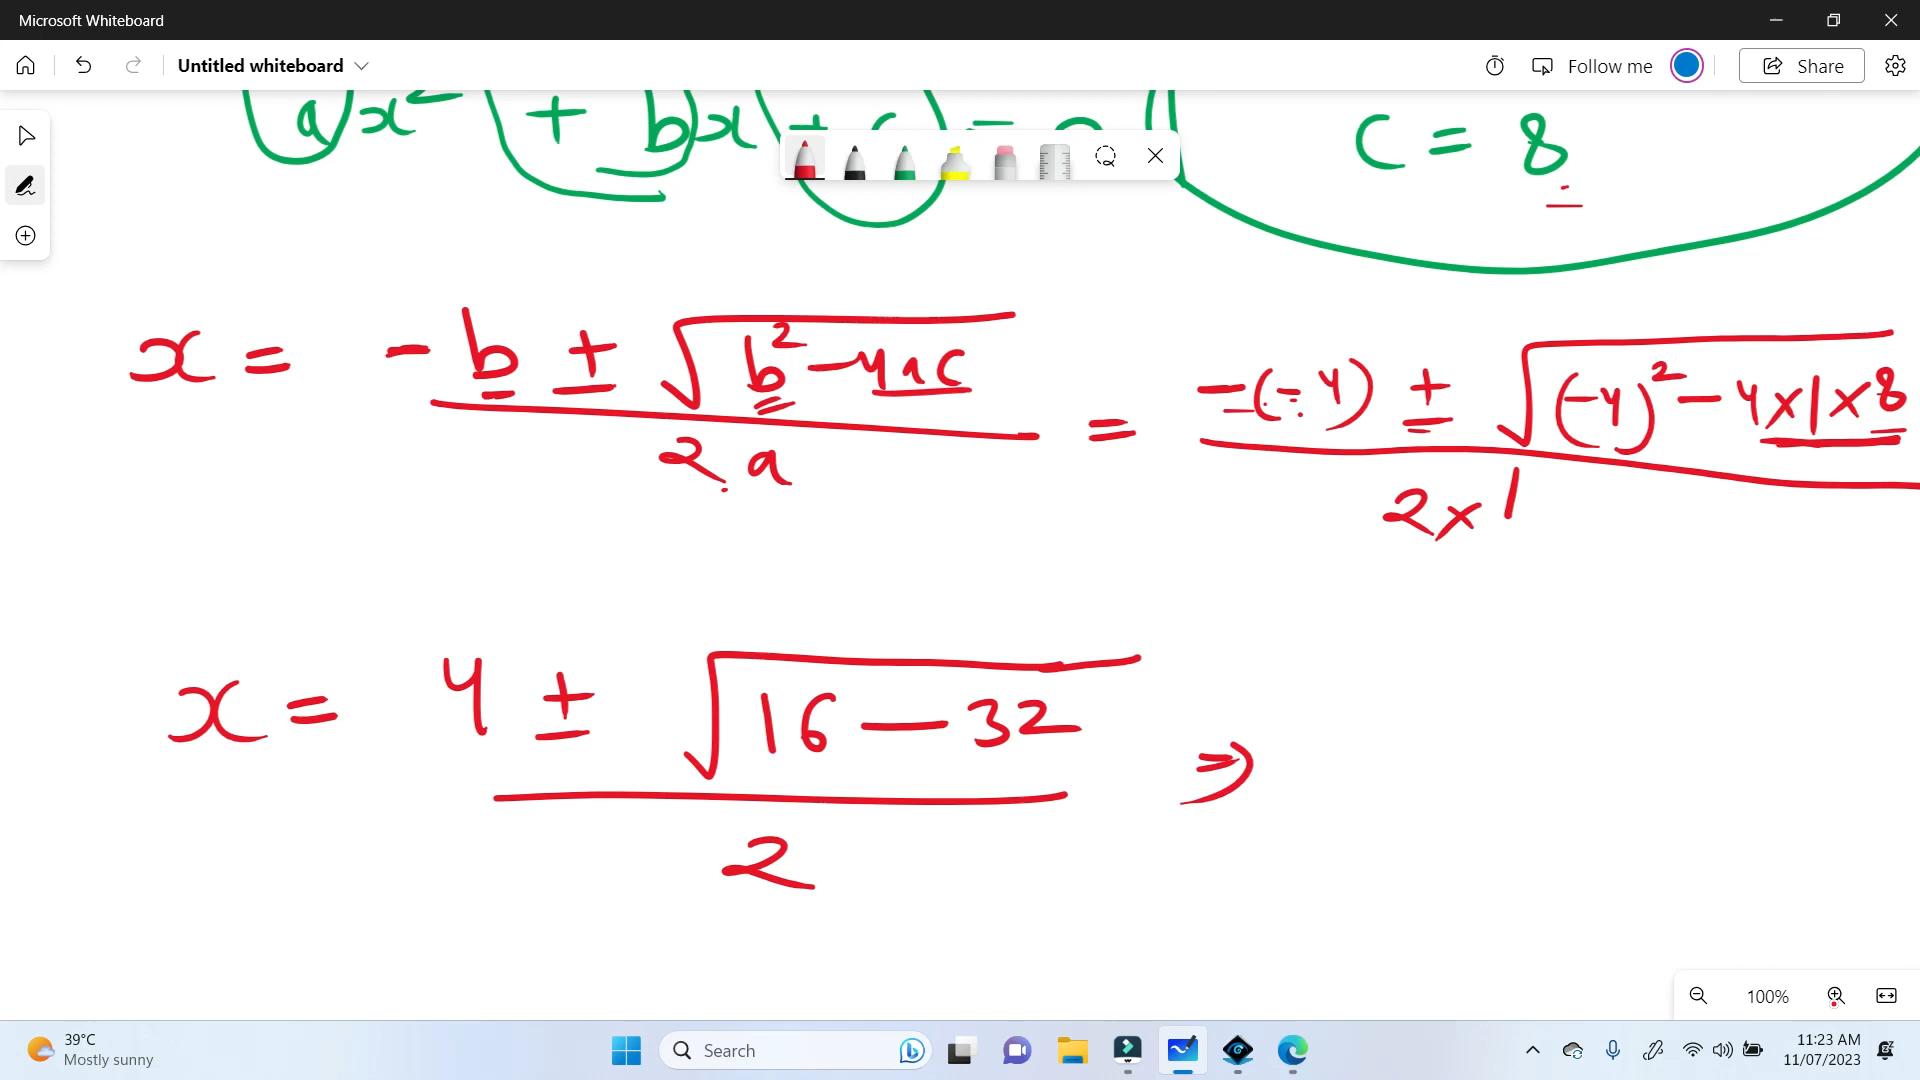 Microsoft Whiteboard
Untitled whiteboard
Follow me
Share
ax² + bx + c = 0
C = 8
x = -b ± √(b² - 4ac) / 2a = -(-4) ± √((-4)² - 4x1x8) / 2x1
x = 4 ± √(16 - 32) / 2 ⇒
100%
39°C
Mostly sunny
Search
11:23 AM
11/07/2023